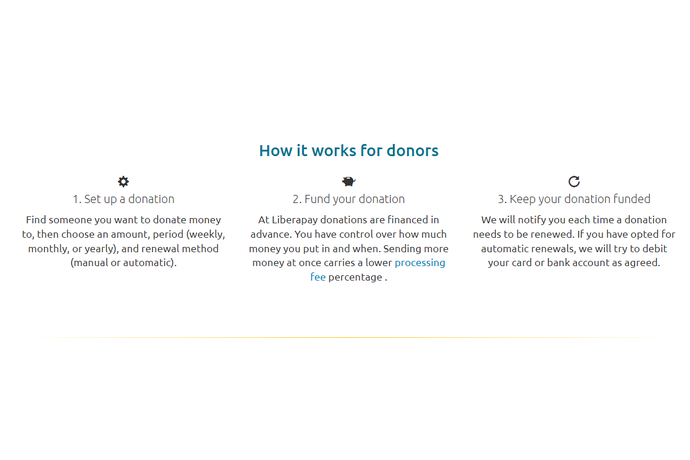 How it works for donors
1. Set up a donation
Find someone you want to donate money
to, then choose an amount, period (weekly,
monthly, or yearly), and renewal method
(manual or automatic).
2. Fund your donation
At Liberapay donations are financed in
advance. You have control over how much
money you put in and when. Sending more
money at once carries a lower processing
fee percentage .
3. Keep your donation funded
We will notify you each time a donation
needs to be renewed. If you have opted for
automatic renewals, we will try to debit
your card or bank account as agreed.